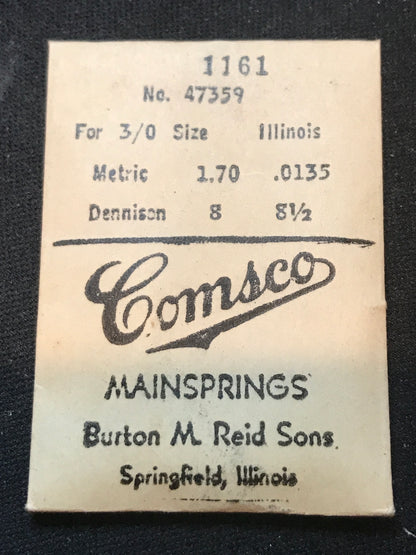 1161
No. 47359
For 3/0 Size Illinois
Metric 1.70 .0135
Dennison 8 8½
Comsco
MAINSPRINGS
Burton M. Reid Sons.
Springfield, Illinois